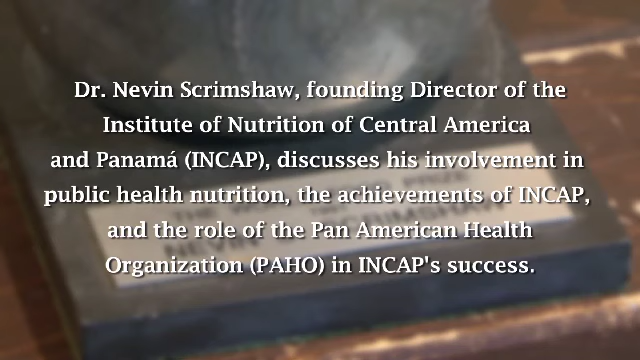 Dr. Nevin Scrimshaw, founding Director of the
Institute of Nutrition of Central America
and Panamá (INCAP), discusses his involvement in
public health nutrition, the achievements of INCAP,
and the role of the Pan American Health
Organization (PAHO) in INCAP's success.